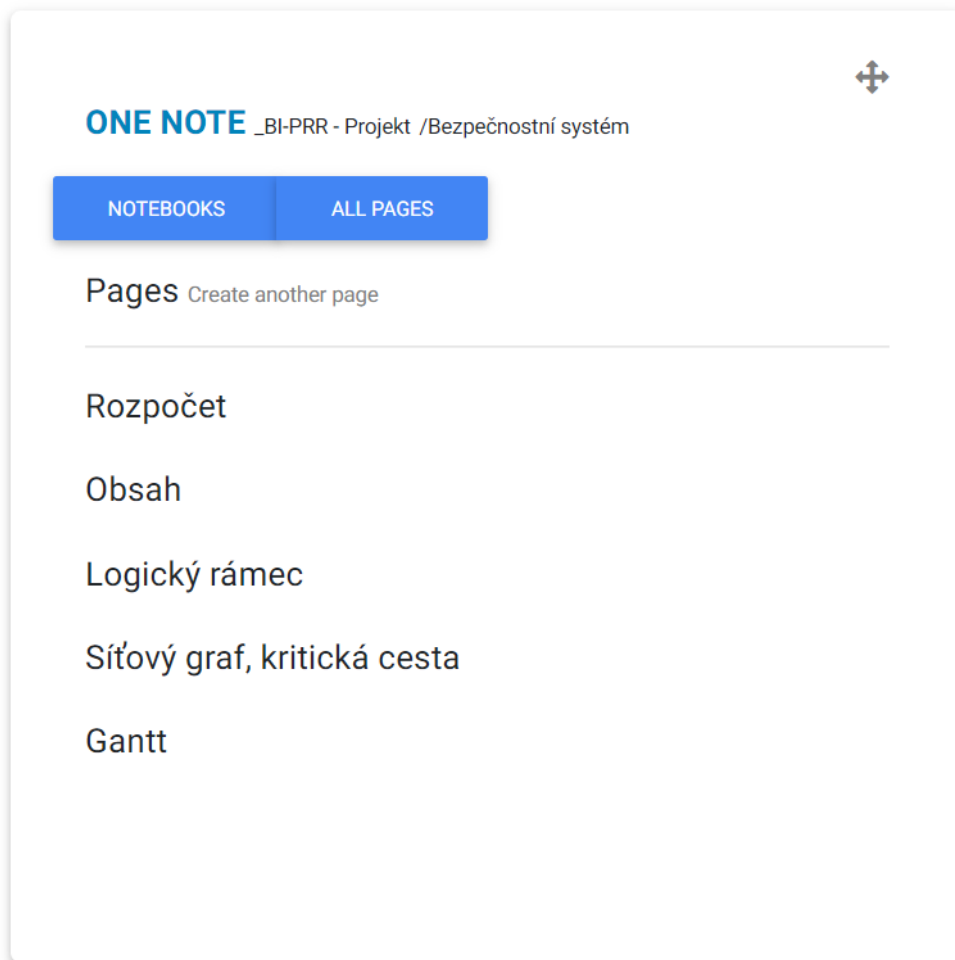 ONE NOTE _BI-PRR - Projekt /Bezpečnostní systém
NOTEBOOKS ALL PAGES
Pages Create another page
Rozpočet
Obsah
Logický rámec
Síťový graf, kritická cesta
Gantt